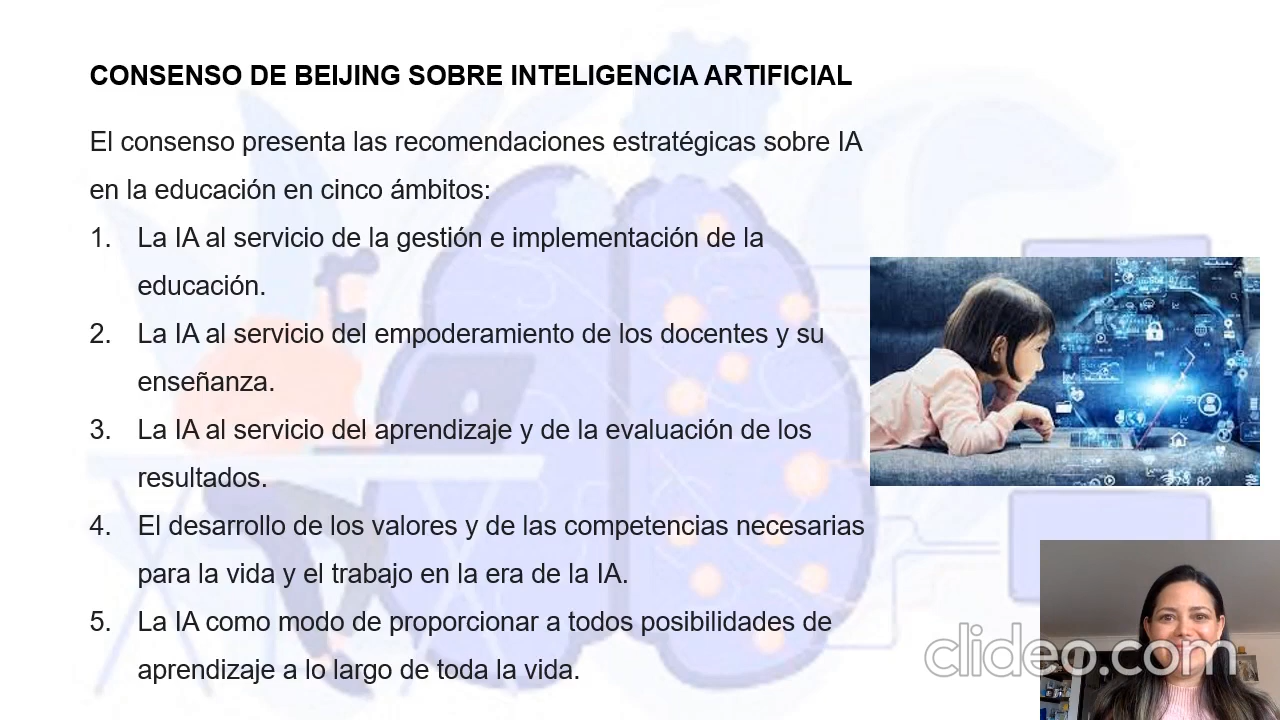 CONSENSO DE BEIJING SOBRE INTELIGENCIA ARTIFICIAL
El consenso presenta las recomendaciones estratégicas sobre IA
en la educación en cinco ámbitos:
1. La IA al servicio de la gestión e implementación de la
educación.
2. La IA al servicio del empoderamiento de los docentes y su
enseñanza.
3. La IA al servicio del aprendizaje y de la evaluación de los
resultados.
4. El desarrollo de los valores y de las competencias necesarias
para la vida y el trabajo en la era de la IA.
5. La IA como modo de proporcionar a todos posibilidades de
aprendizaje a lo largo de toda la vida.
clideo.com